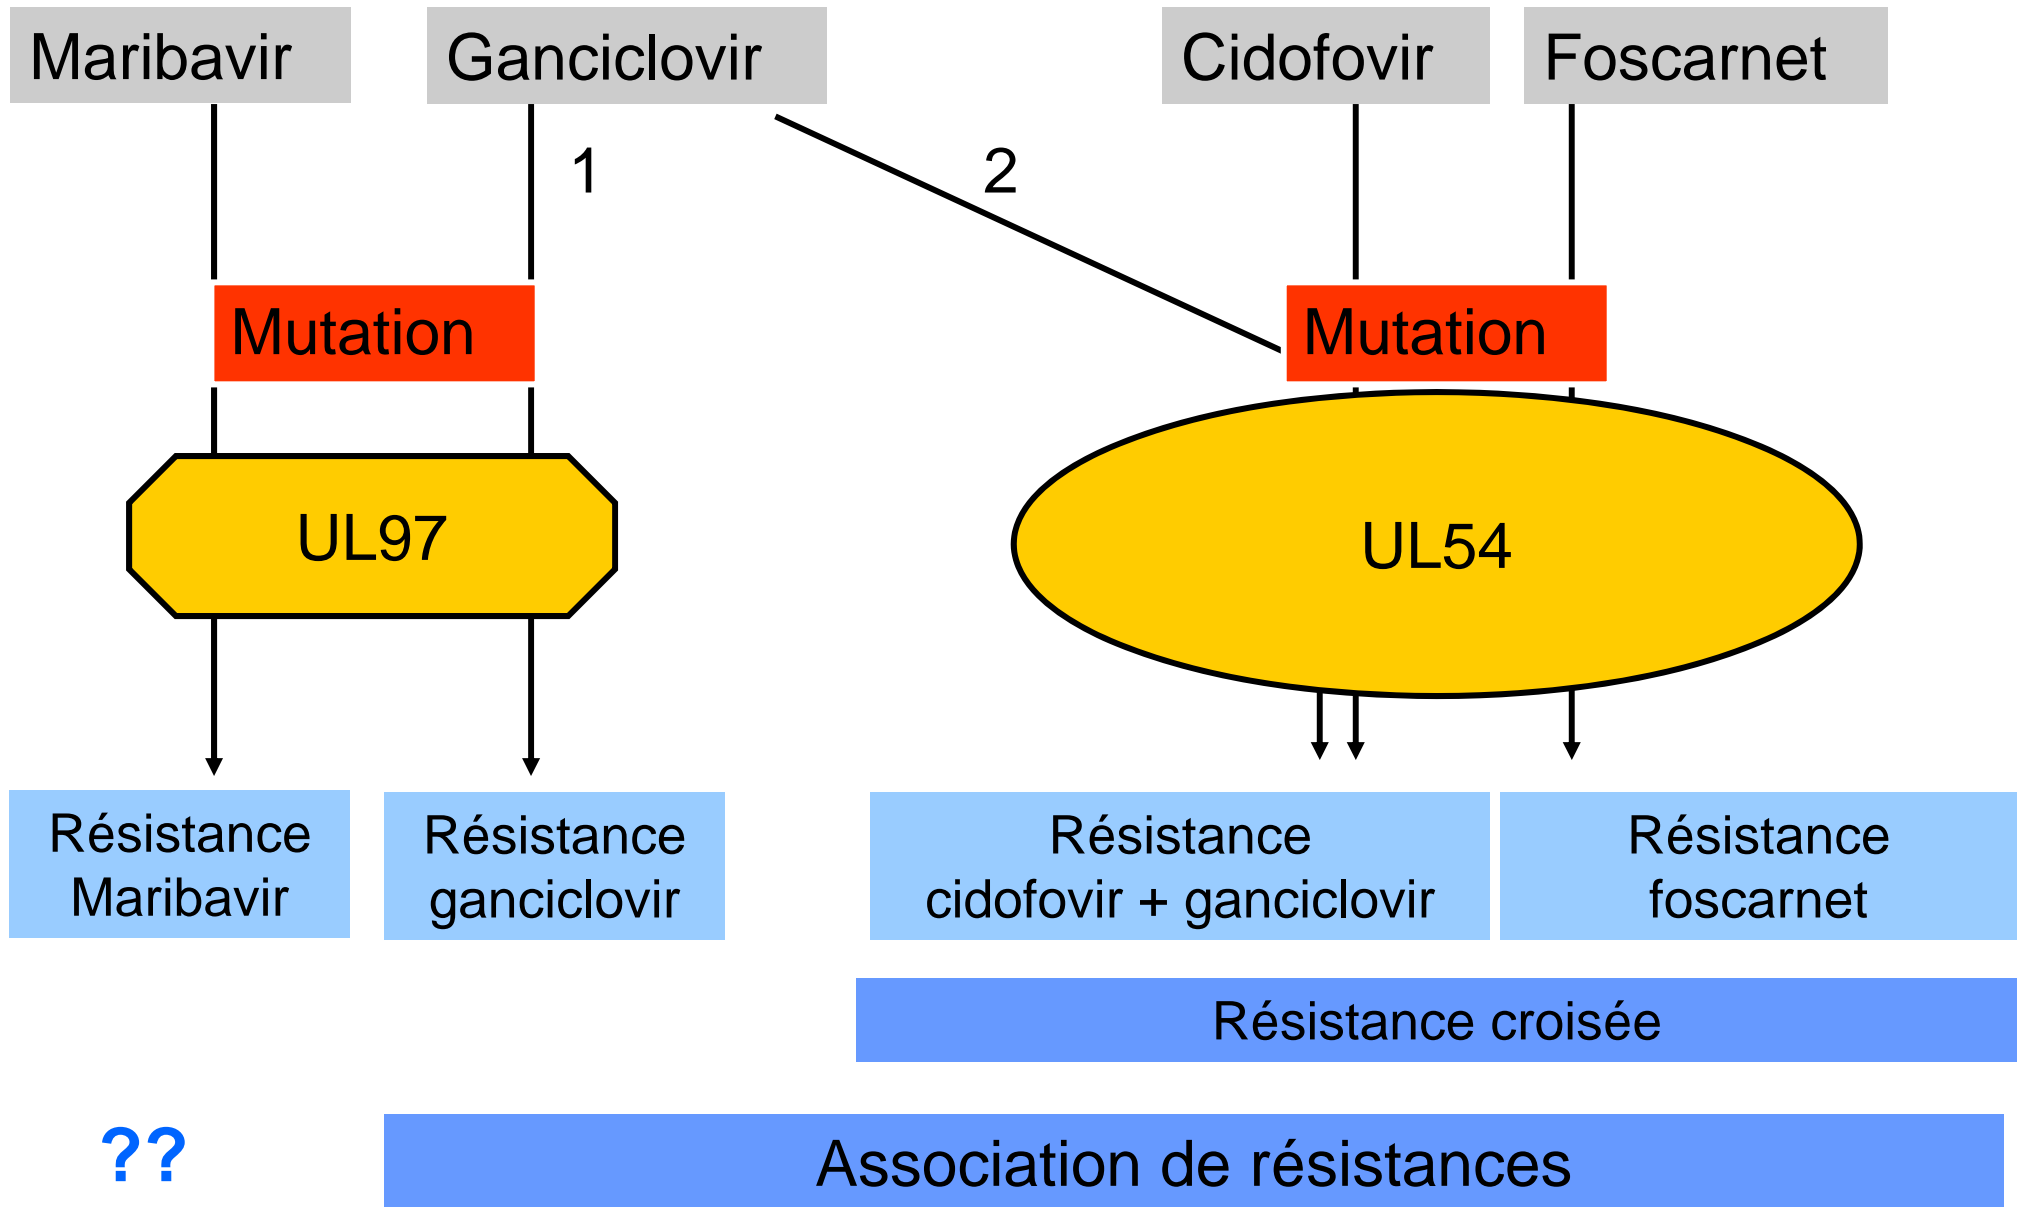 Maribavir
Ganciclovir
Cidofovir
Foscarnet
1
2
Mutation
Mutation
UL97
UL54
Résistance
Maribavir
Résistance
ganciclovir
Résistance
cidofovir + ganciclovir
Résistance
foscarnet
Résistance croisée
??
Association de résistances